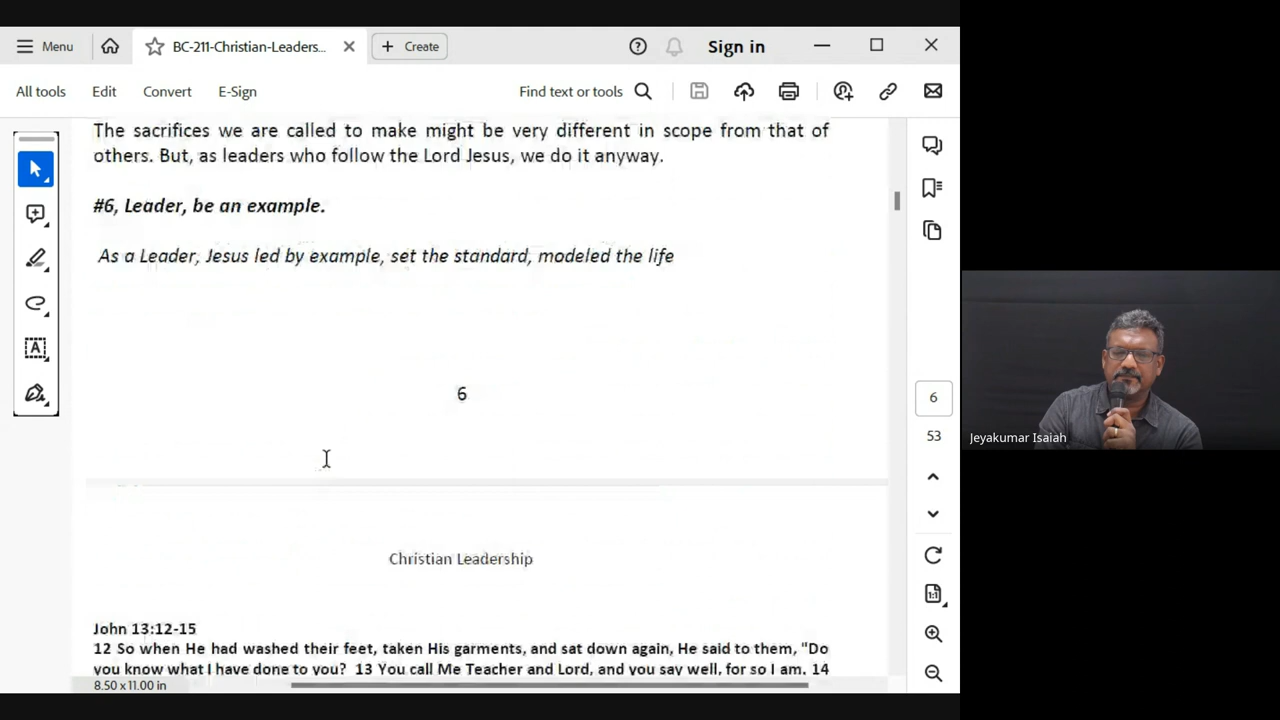 Menu
BC-211-Christian-Leaders...
Create
Sign in
All tools
Edit
Convert
E-Sign
Find text or tools
The sacrifices we are called to make might be very different in scope from that of
others. But, as leaders who follow the Lord Jesus, we do it anyway.
#6, Leader, be an example.
As a Leader, Jesus led by example, set the standard, modeled the life
6
6
53
Jeyakumar Isaiah
Christian Leadership
John 13:12-15
12 So when He had washed their feet, taken His garments, and sat down again, He said to them, "Do
you know what I have done to you? 13 You call Me Teacher and Lord, and you say well, for so I am. 14
8.50 x 11.00 in